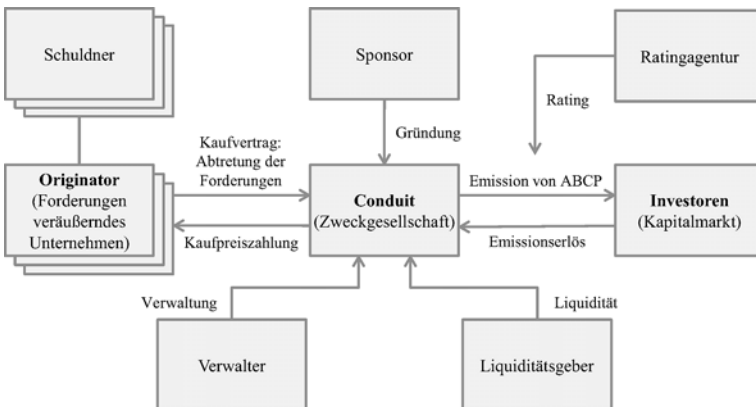 Schuldner
Sponsor
Ratingagentur
Rating
Gründung
Kaufvertrag:
Abtretung der
Forderungen
Originator
(Forderungen
veräußerndes
Unternehmen)
Conduit
(Zweckgesellschaft)
Emission von ABCP
Investoren
(Kapitalmarkt)
Kaufpreiszahlung
Emissionserlös
Verwaltung
Liquidität
Verwalter
Liquiditätsgeber